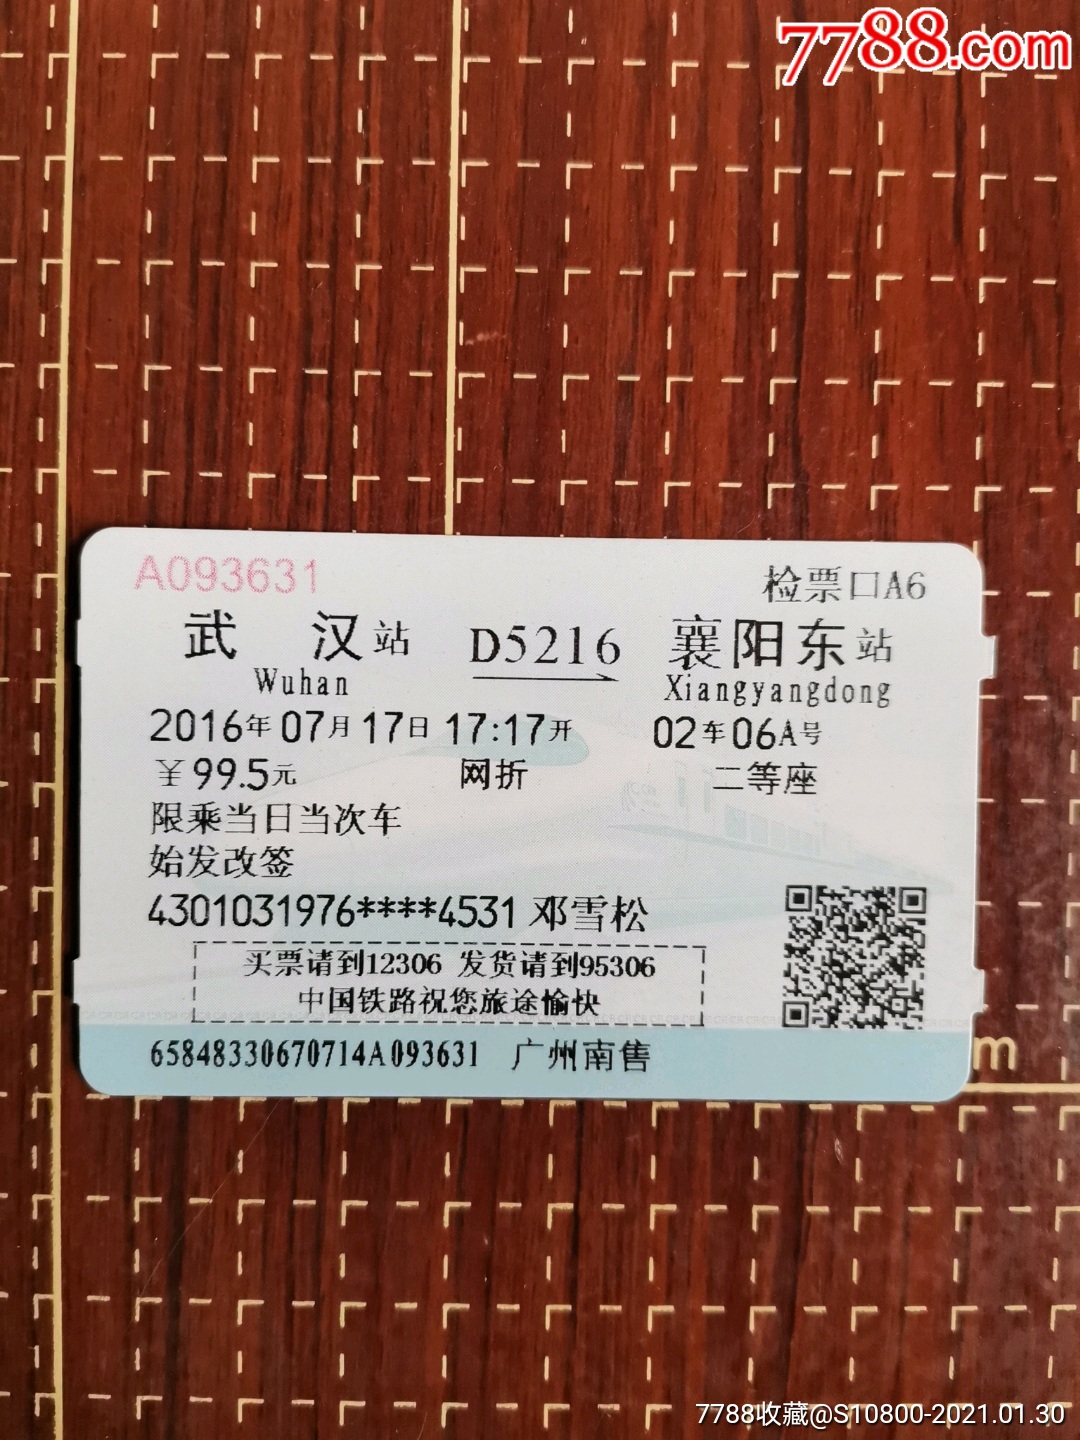 7788.com
A093631
检票口A6
武汉站 D5216 襄阳东站
Wuhan Xiangyangdong
2016年07月17日 17:17开 02车06A号
¥99.5元 网折 二等座
限乘当日当次车
始发改签
4301031976****4531 邓雪松
买票请到12306 发货请到95306
中国铁路祝您旅途愉快
65848330670714A093631 广州南售
m
7788收藏@S10800-2021.01.30